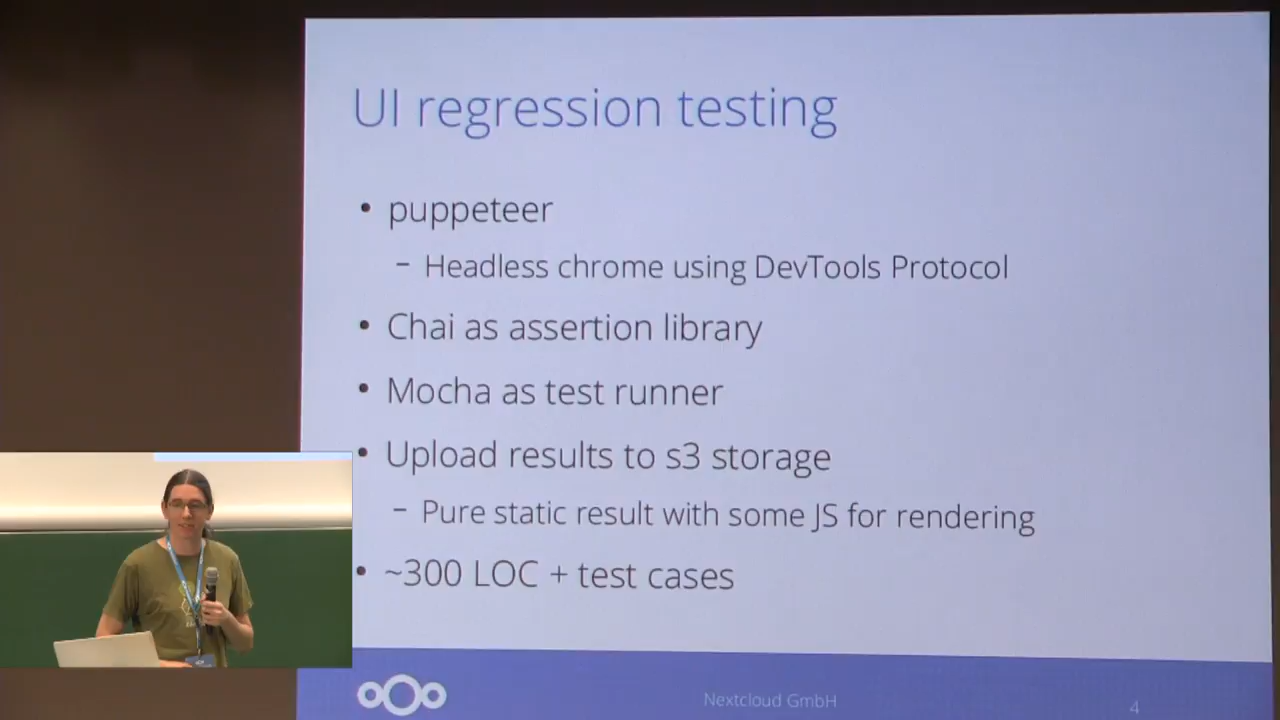 UI regression testing
• puppeteer
– Headless chrome using DevTools Protocol
• Chai as assertion library
• Mocha as test runner
• Upload results to s3 storage
– Pure static result with some JS for rendering
• ~300 LOC + test cases
Nextcloud GmbH
4